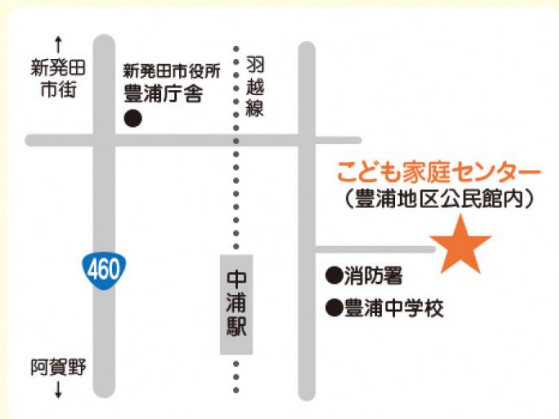 ↑
新発田
市街
新発田市役所
豊浦庁舎
羽越線
こども家庭センター
（豊浦地区公民館内）
460
中浦駅
●消防署
●豊浦中学校
阿賀野
↓